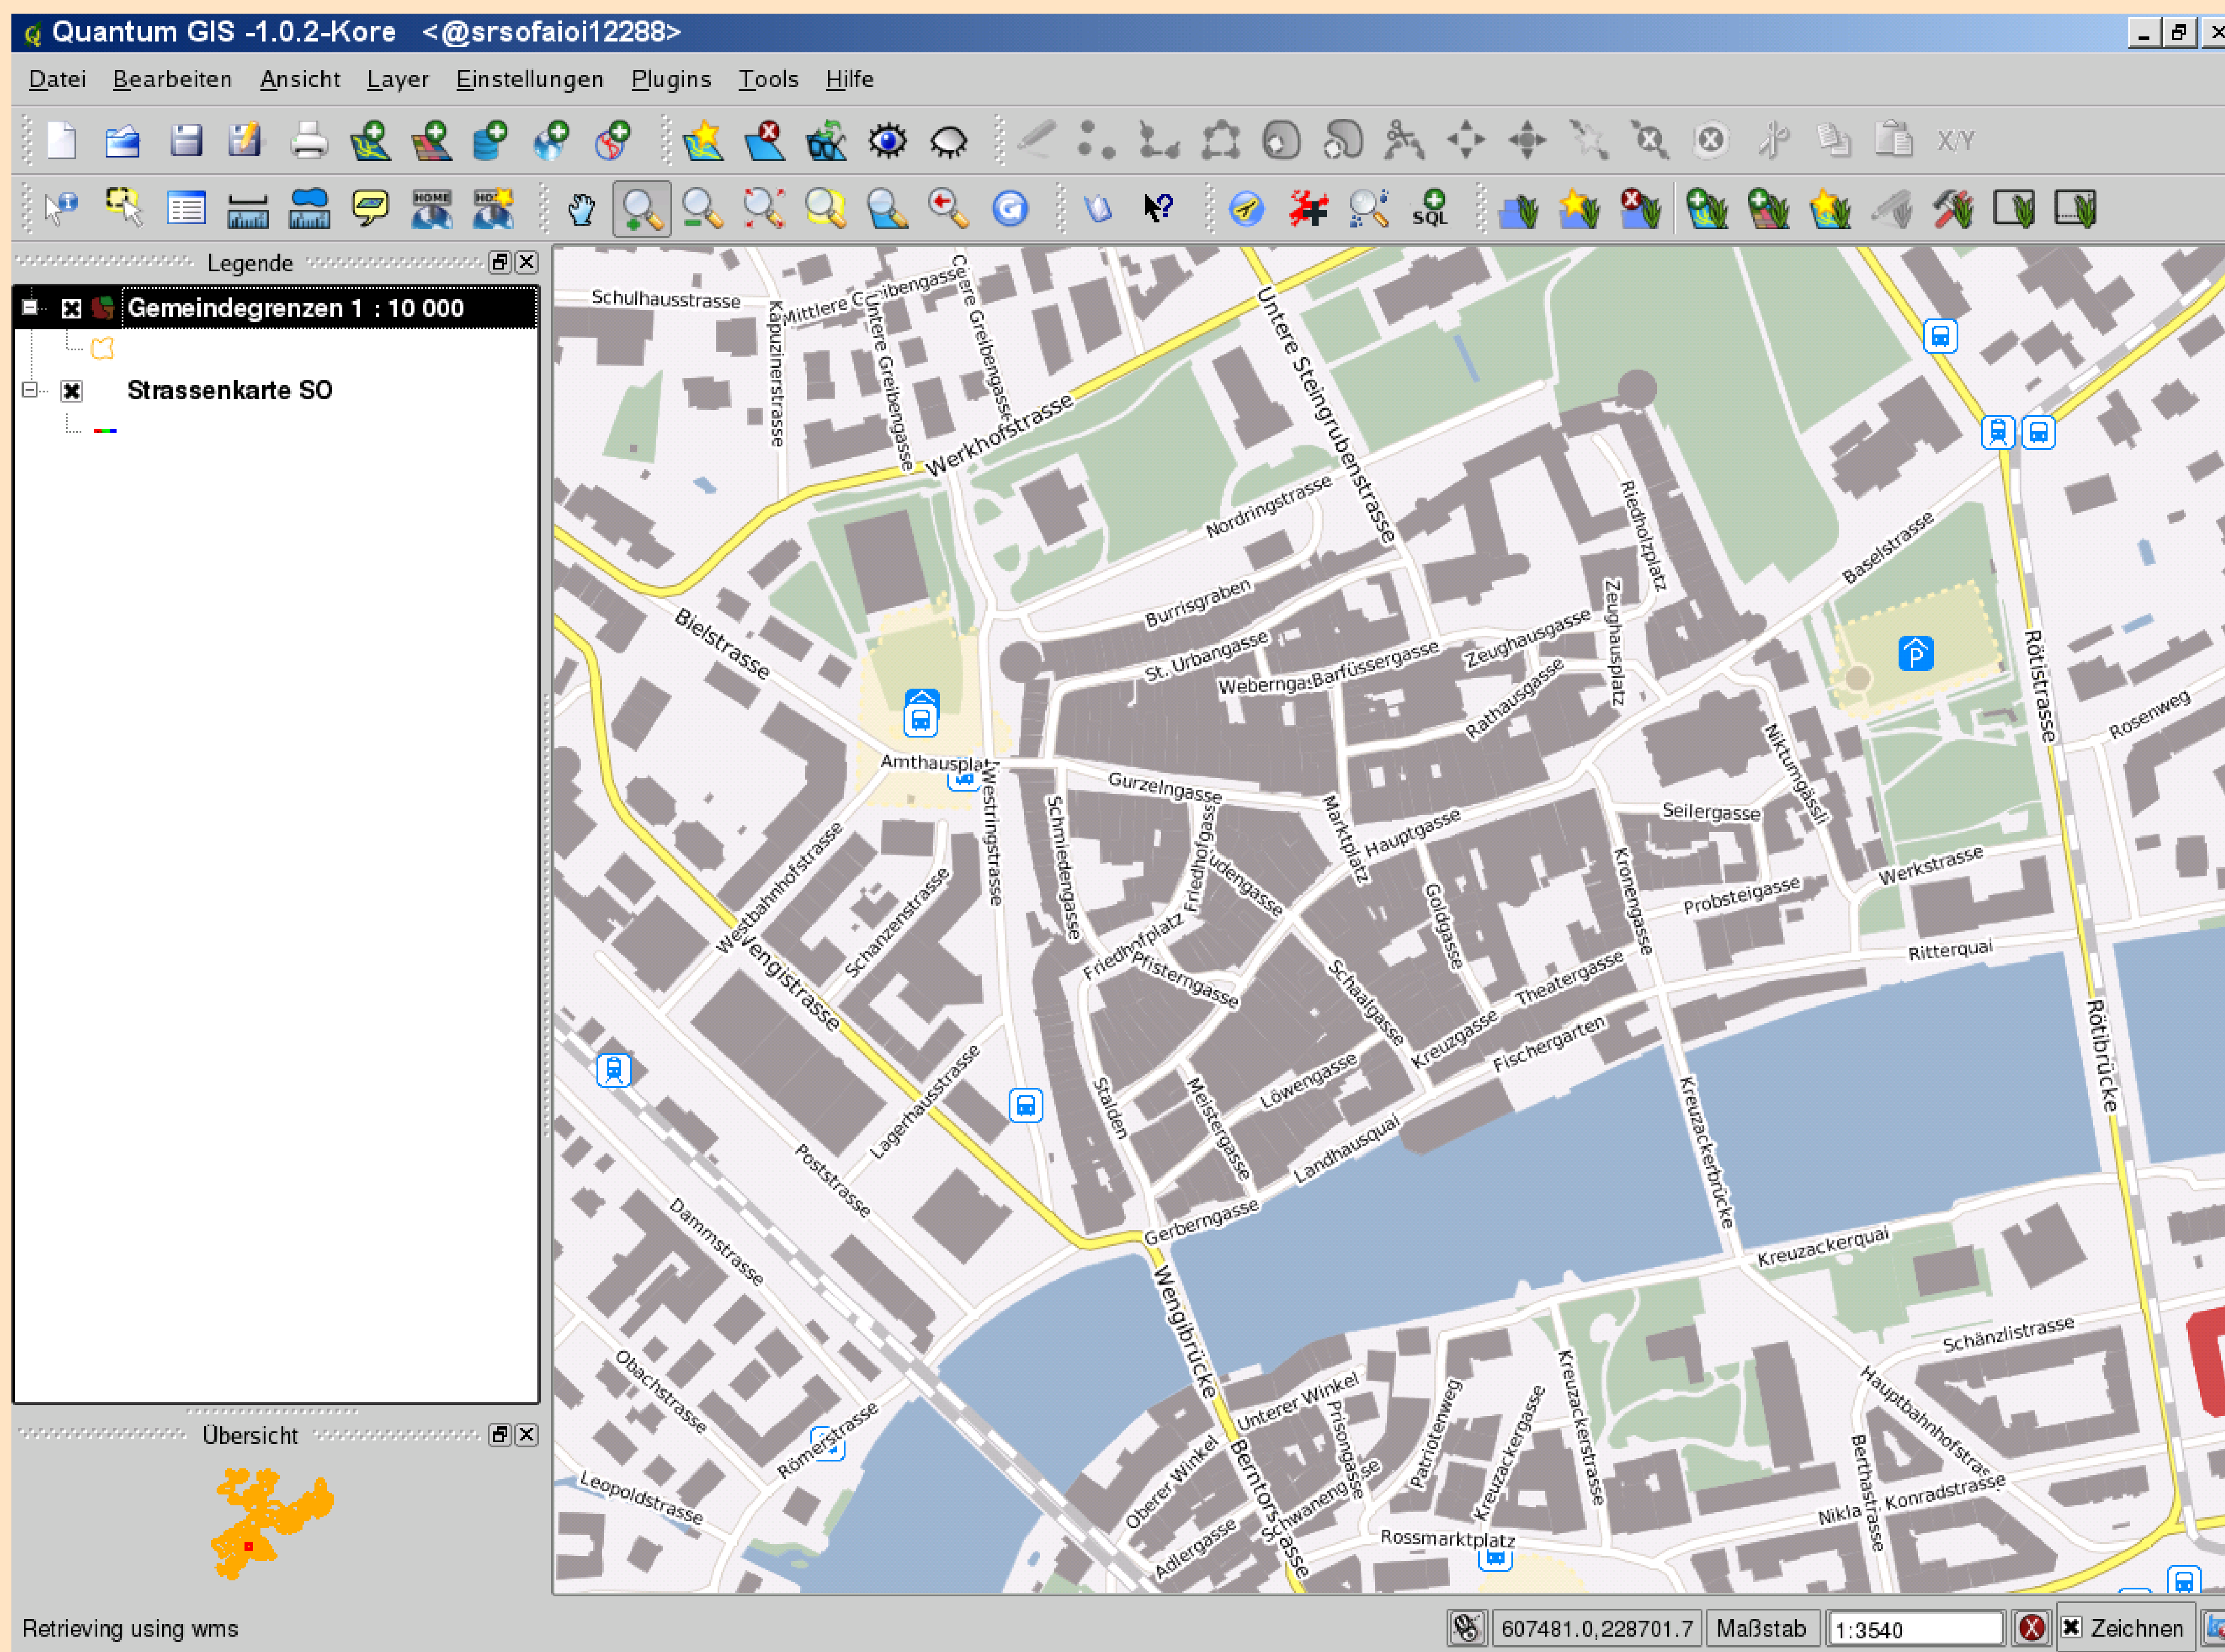 Quantum GIS -1.0.2-Kore <@srsofaioi12288>
Datei Bearbeiten Ansicht Layer Einstellungen Plugins Tools Hilfe
X/Y
HOME
SQL
Legende
Gemeindegrenzen 1 : 10 000
Strassenkarte SO
Übersicht
Schulhausstrasse
Kapuzinerstrasse
Untere Greibengasse
Werkhofstrasse
Untere Steingrubenstrasse
Nordringstrasse
Riedholzplatz
Baselstrasse
Bielstrasse
Burrisgraben
St. Urbangasse
Barfüssergasse
Zeughausgasse
Zeughausplatz
Rathausgasse
Rötistrasse
Rosenweg
P
Amthausplatz
Westringstrasse
Gurzelngasse
Schmiedengasse
Friedhofgasse
Marktplatz
Hauptgasse
Nikturngässli
Seilergasse
Werkstrasse
Westbahnhofstrasse
Schanzenstrasse
Goldgasse
Kronengasse
Probsteigasse
Ritterquai
Wengistrasse
Friedhofplatz
Pfisterngasse
Schaalgasse
Theatergasse
Kreuzgasse
Fischergarten
Rötibrücke
Lagerhausstrasse
Stalden
Meistergasse
Löwengasse
Landhausquai
Kreuzackerbrücke
Poststrasse
Dammstrasse
Gerberngasse
Kreuzackerquai
Wengibrücke
Obachstrasse
Römerstrasse
Leopoldstrasse
Unterer Winkel
Oberer Winkel
Prisongasse
Patriotenweg
Kreuzackergasse
Kreuzackerstrasse
Schänzlistrasse
Hauptbahnhofstrasse
Berthastrasse
Konradstrasse
Nikla
Berntorstrasse
Adlergasse
Rossmarktplatz
Retrieving using wms
607481.0,228701.7 Maßstab 1:3540 Zeichnen